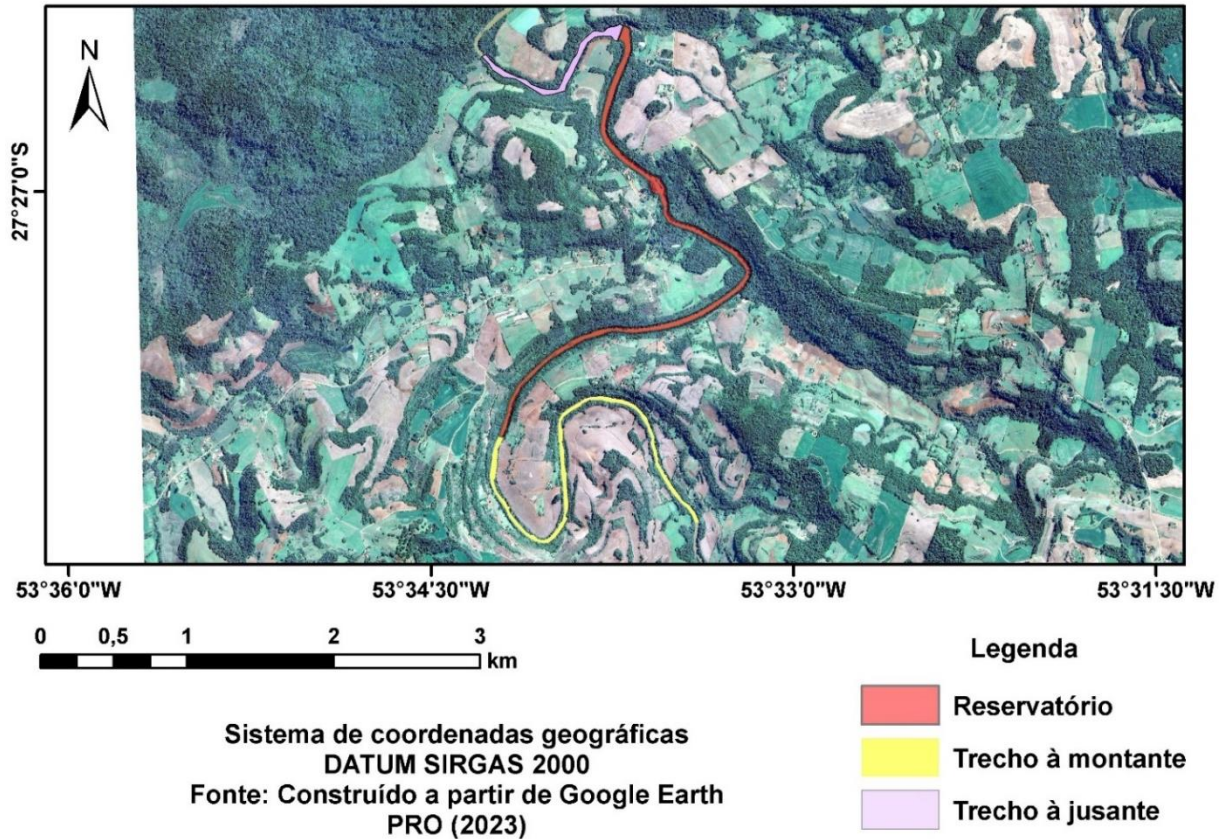 N
27°27'0"S
53°36'0"W 53°34'30"W 53°33'0"W 53°31'30"W
0 0,5 1 2 3
km
Sistema de coordenadas geográficas
DATUM SIRGAS 2000
Fonte: Construído a partir de Google Earth
PRO (2023)
Legenda
Reservatório
Trecho à montante
Trecho à jusante